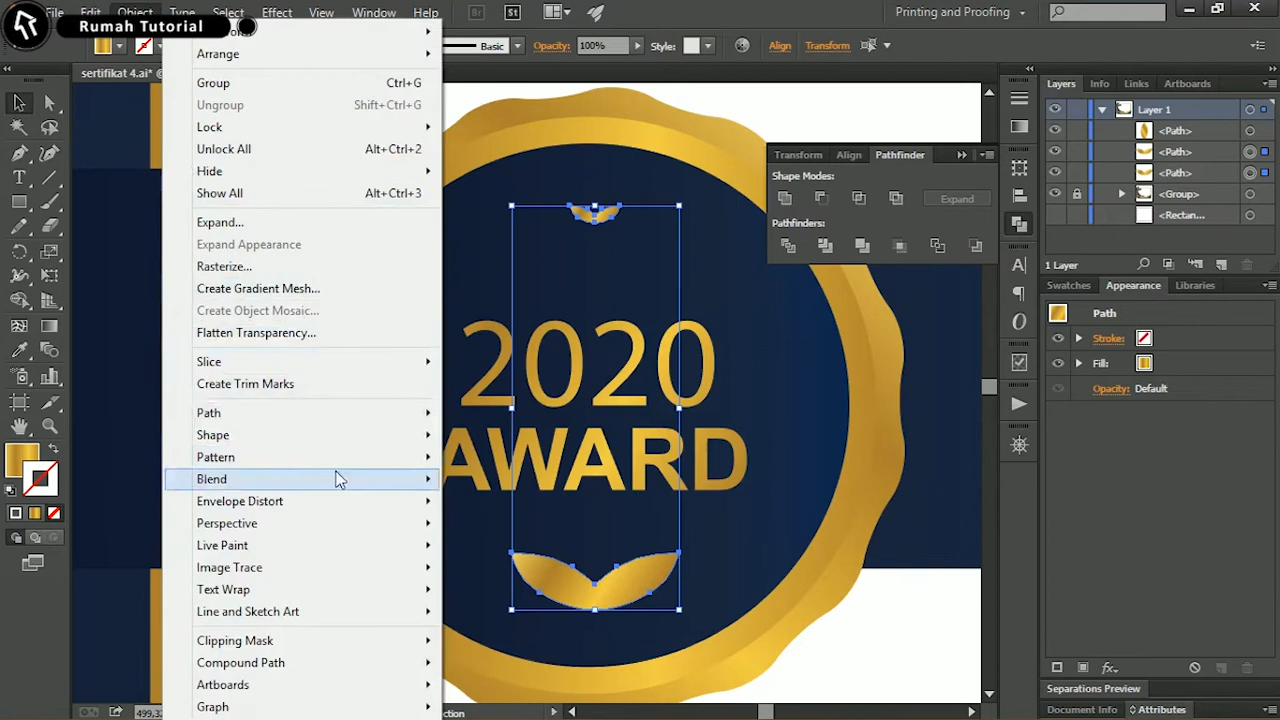 Rumah Tutorial
File Edit Object Type Select Effect View Window Help
Br
St
Printing and Proofing
Basic
Opacity: 100%
Style:
Align
Transform
sertifikat 4.ai* @
Arrange
Group Ctrl+G
Ungroup Shift+Ctrl+G
Lock
Unlock All Alt+Ctrl+2
Hide
Show All Alt+Ctrl+3
Expand...
Expand Appearance
Rasterize...
Create Gradient Mesh...
Create Object Mosaic...
Flatten Transparency...
Slice
Create Trim Marks
Path
Shape
Pattern
Blend
Envelope Distort
Perspective
Live Paint
Image Trace
Text Wrap
Line and Sketch Art
Clipping Mask
Compound Path
Artboards
Graph
2020
AWARD
Transform Align Pathfinder
Shape Modes:
Expand
Pathfinders:
Layers Info Links Artboards
Layer 1
<Path>
<Path>
<Path>
<Group>
<Rectan...
1 Layer
Swatches Appearance Libraries
Path
Stroke:
Fill:
Opacity: Default
fx
Separations Preview
Document Info Attributes
499,3
ction